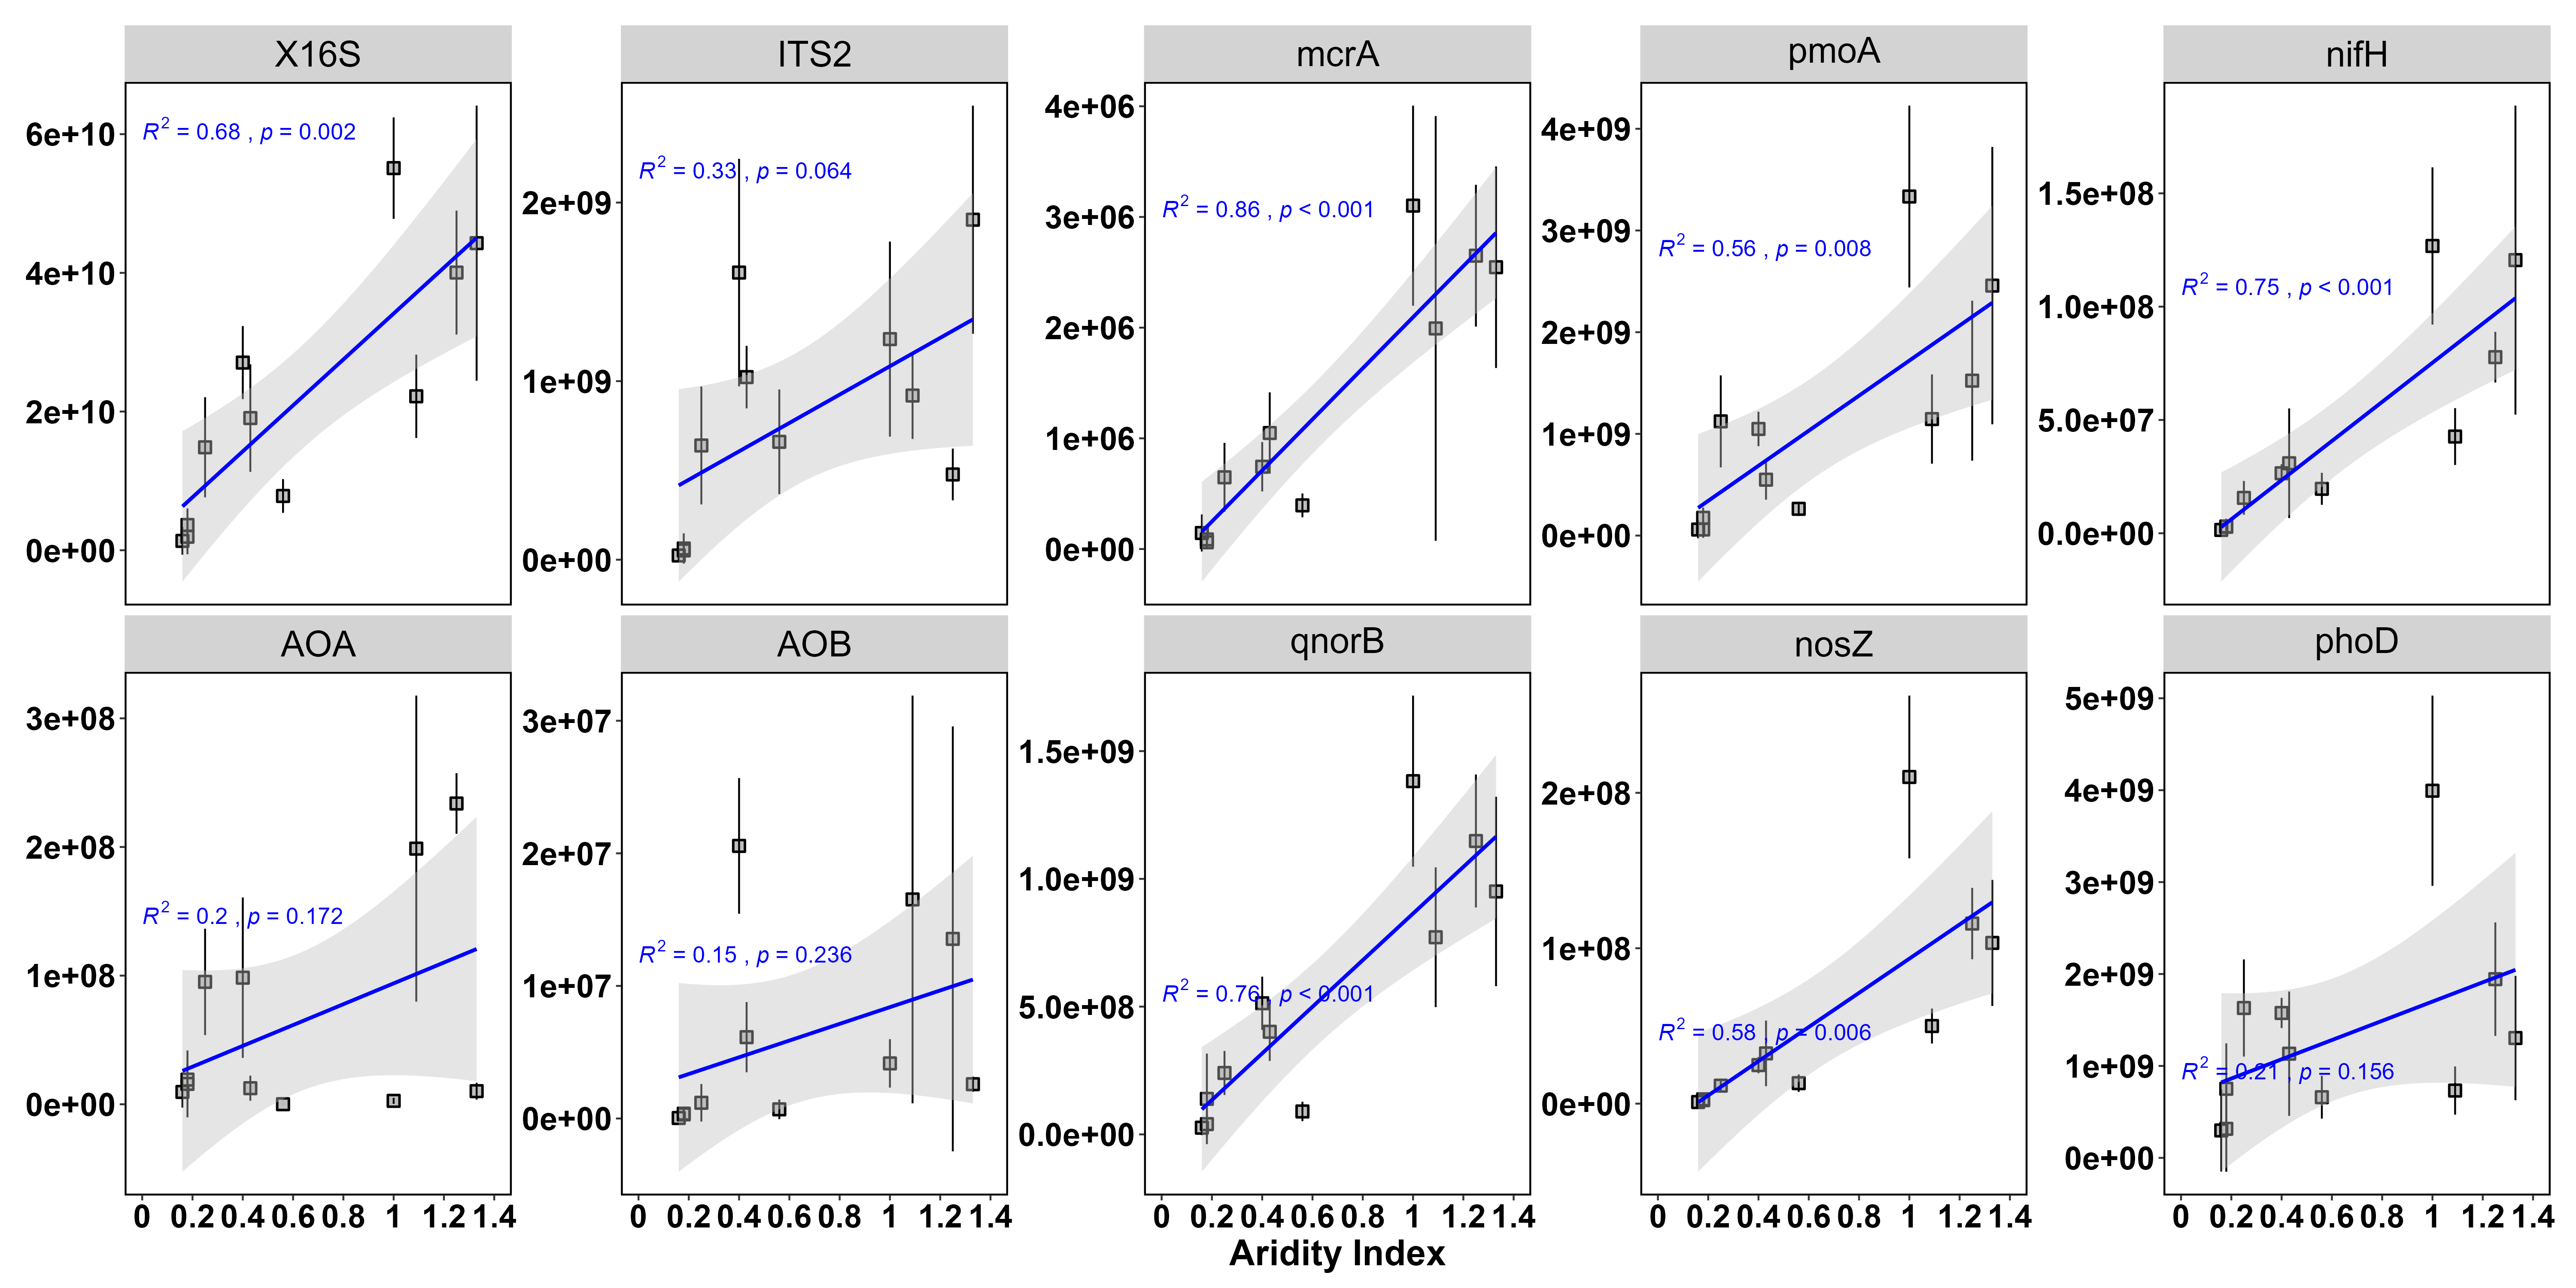 X16S ITS2 mcrA pmoA nifH
R2 = 0.68 , p = 0.002
6e+10
4e+10
2e+10
0e+00
R2 = 0.33 , p = 0.064
2e+09
1e+09
0e+00
R2 = 0.86 , p < 0.001
4e+06
3e+06
2e+06
1e+06
0e+00
R2 = 0.56 , p = 0.008
4e+09
3e+09
2e+09
1e+09
0e+00
R2 = 0.75 , p < 0.001
1.5e+08
1.0e+08
5.0e+07
0.0e+00
AOA AOB qnorB nosZ phoD
R2 = 0.2 , p = 0.172
3e+08
2e+08
1e+08
0e+00
R2 = 0.15 , p = 0.236
3e+07
2e+07
1e+07
0e+00
R2 = 0.76 , p < 0.001
1.5e+09
1.0e+09
5.0e+08
0.0e+00
R2 = 0.58 , p = 0.006
2e+08
1e+08
0e+00
R2 = 0.21 , p = 0.156
5e+09
4e+09
3e+09
2e+09
1e+09
0e+00
0 0.2 0.4 0.6 0.8 1 1.2 1.4
0 0.2 0.4 0.6 0.8 1 1.2 1.4
0 0.2 0.4 0.6 0.8 1 1.2 1.4
0 0.2 0.4 0.6 0.8 1 1.2 1.4
0 0.2 0.4 0.6 0.8 1 1.2 1.4
Aridity Index